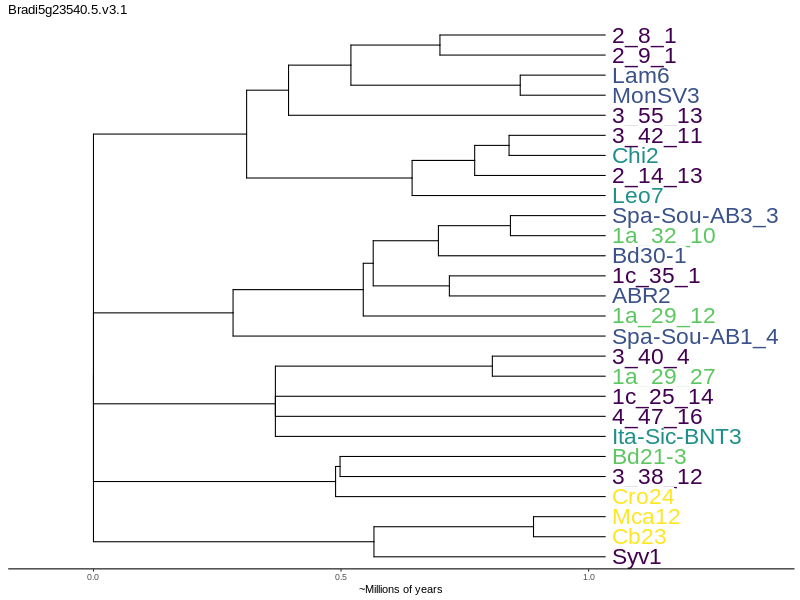 Bradi5g23540.5.v3.1
2_8_1
2_9_1
Lam6
MonSV3
3_55_13
3_42_11
Chi2
2_14_13
Leo7
Spa-Sou-AB3_3
1a_32_10
Bd30-1
1c_35_1
ABR2
1a_29_12
Spa-Sou-AB1_4
3_40_4
1a_29_27
1c_25_14
4_47_16
Ita-Sic-BNT3
Bd21-3
3_38_12
Cro24
Mca12
Cb23
Syv1
0.0 0.5 1.0
~Millions of years